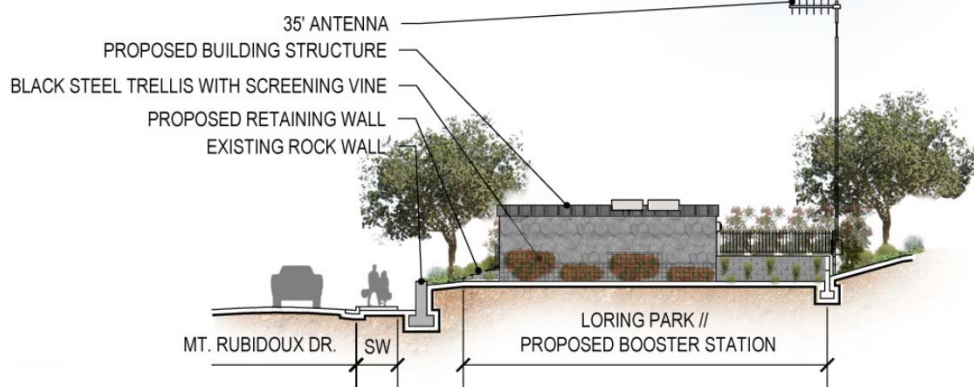 35' ANTENNA
PROPOSED BUILDING STRUCTURE
BLACK STEEL TRELLIS WITH SCREENING VINE
PROPOSED RETAINING WALL
EXISTING ROCK WALL
MT. RUBIDOUX DR.
SW
LORING PARK //
PROPOSED BOOSTER STATION